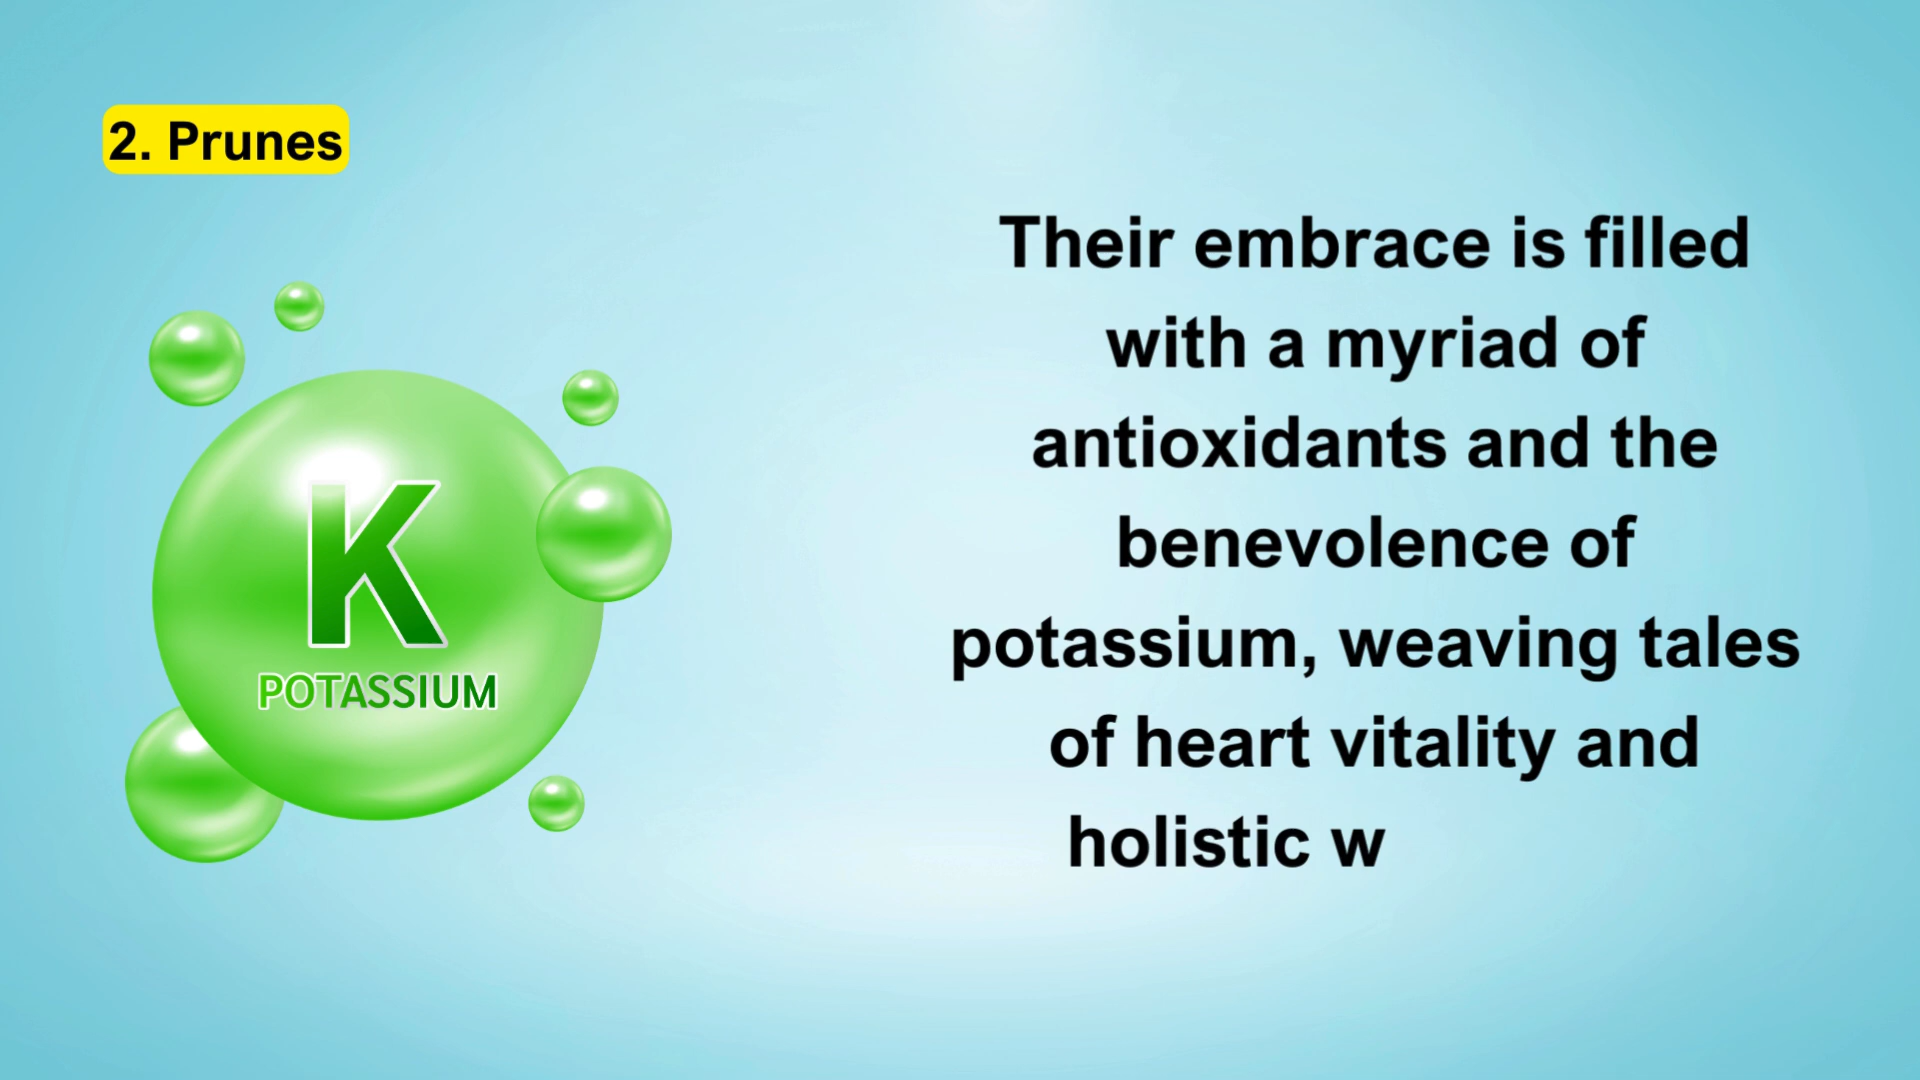 2. Prunes
K
POTASSIUM
Their embrace is filled
with a myriad of
antioxidants and the
benevolence of
potassium, weaving tales
of heart vitality and
holistic w